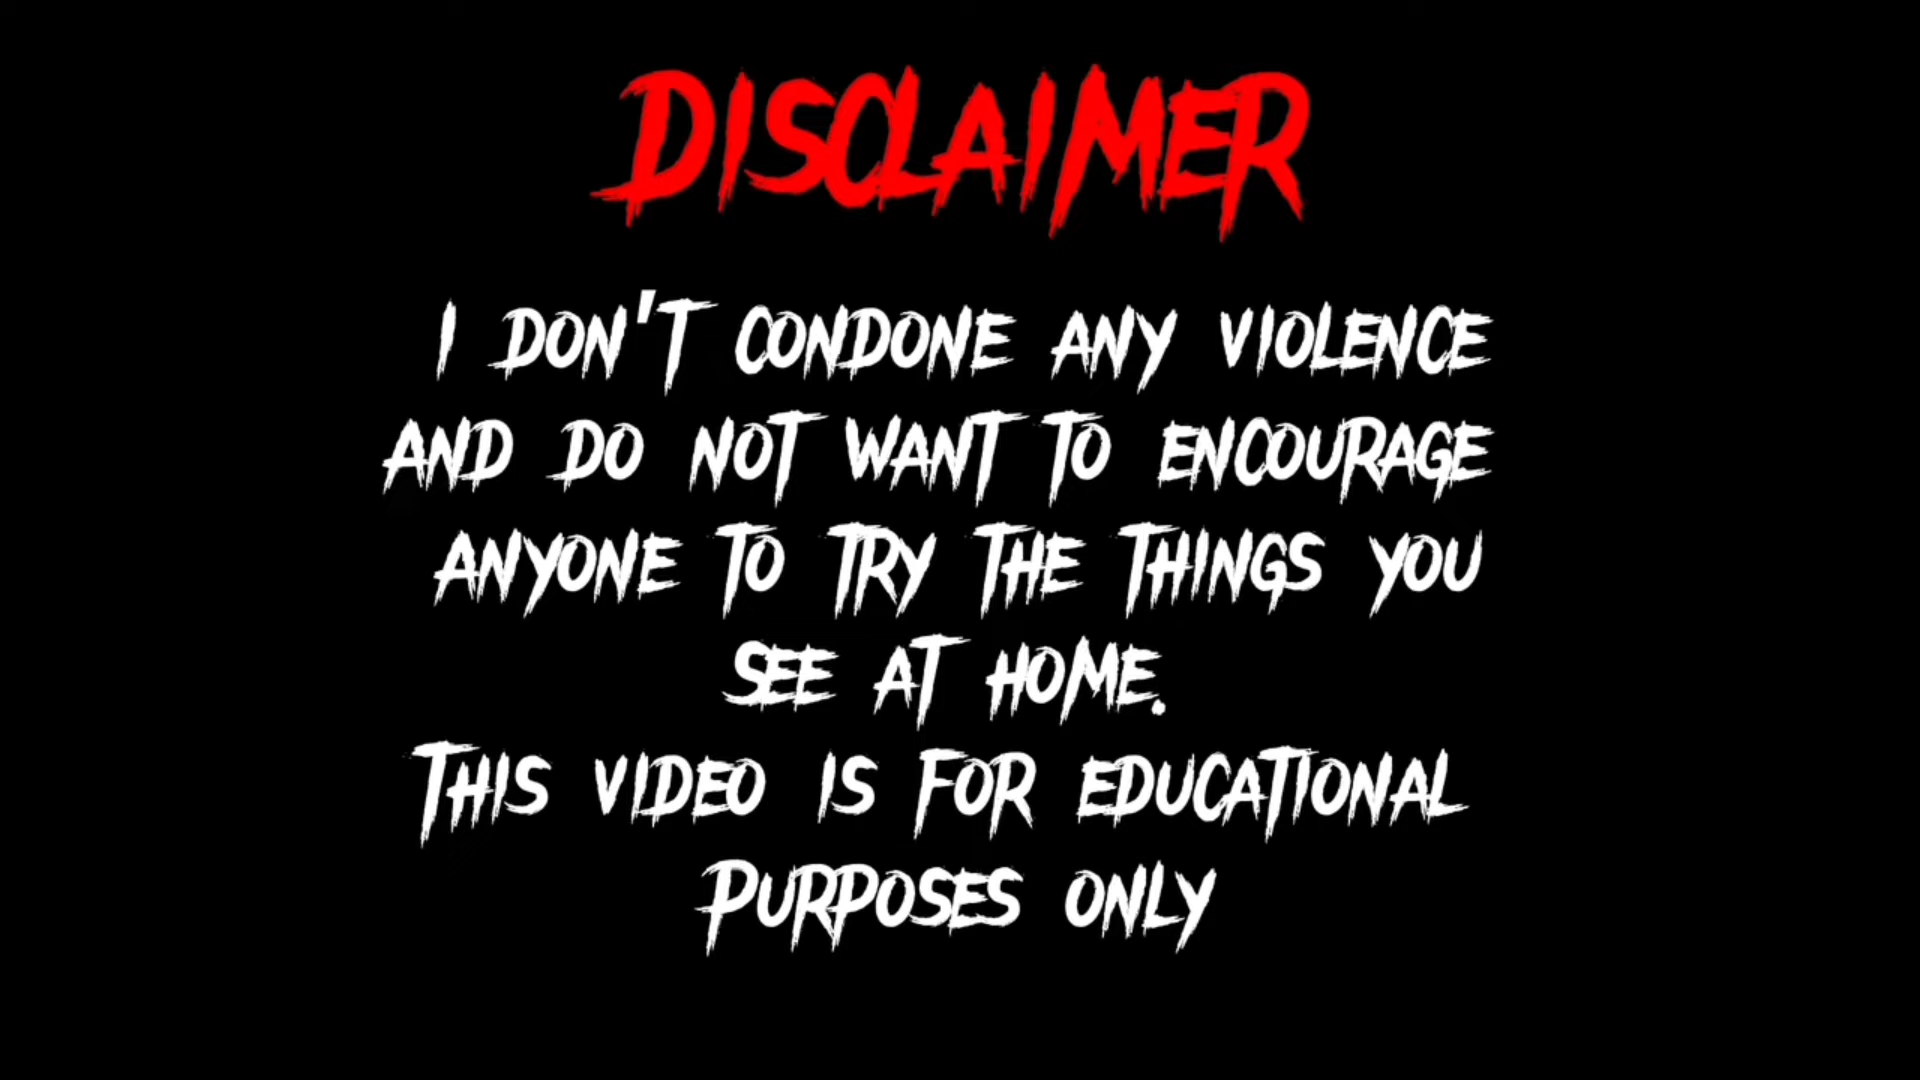 DISCLAIMER
I DON'T CONDONE ANY VIOLENCE
AND DO NOT WANT TO ENCOURAGE
ANYONE TO TRY THE THINGS YOU
SEE AT HOME.
THIS VIDEO IS FOR EDUCATIONAL
PURPOSES ONLY